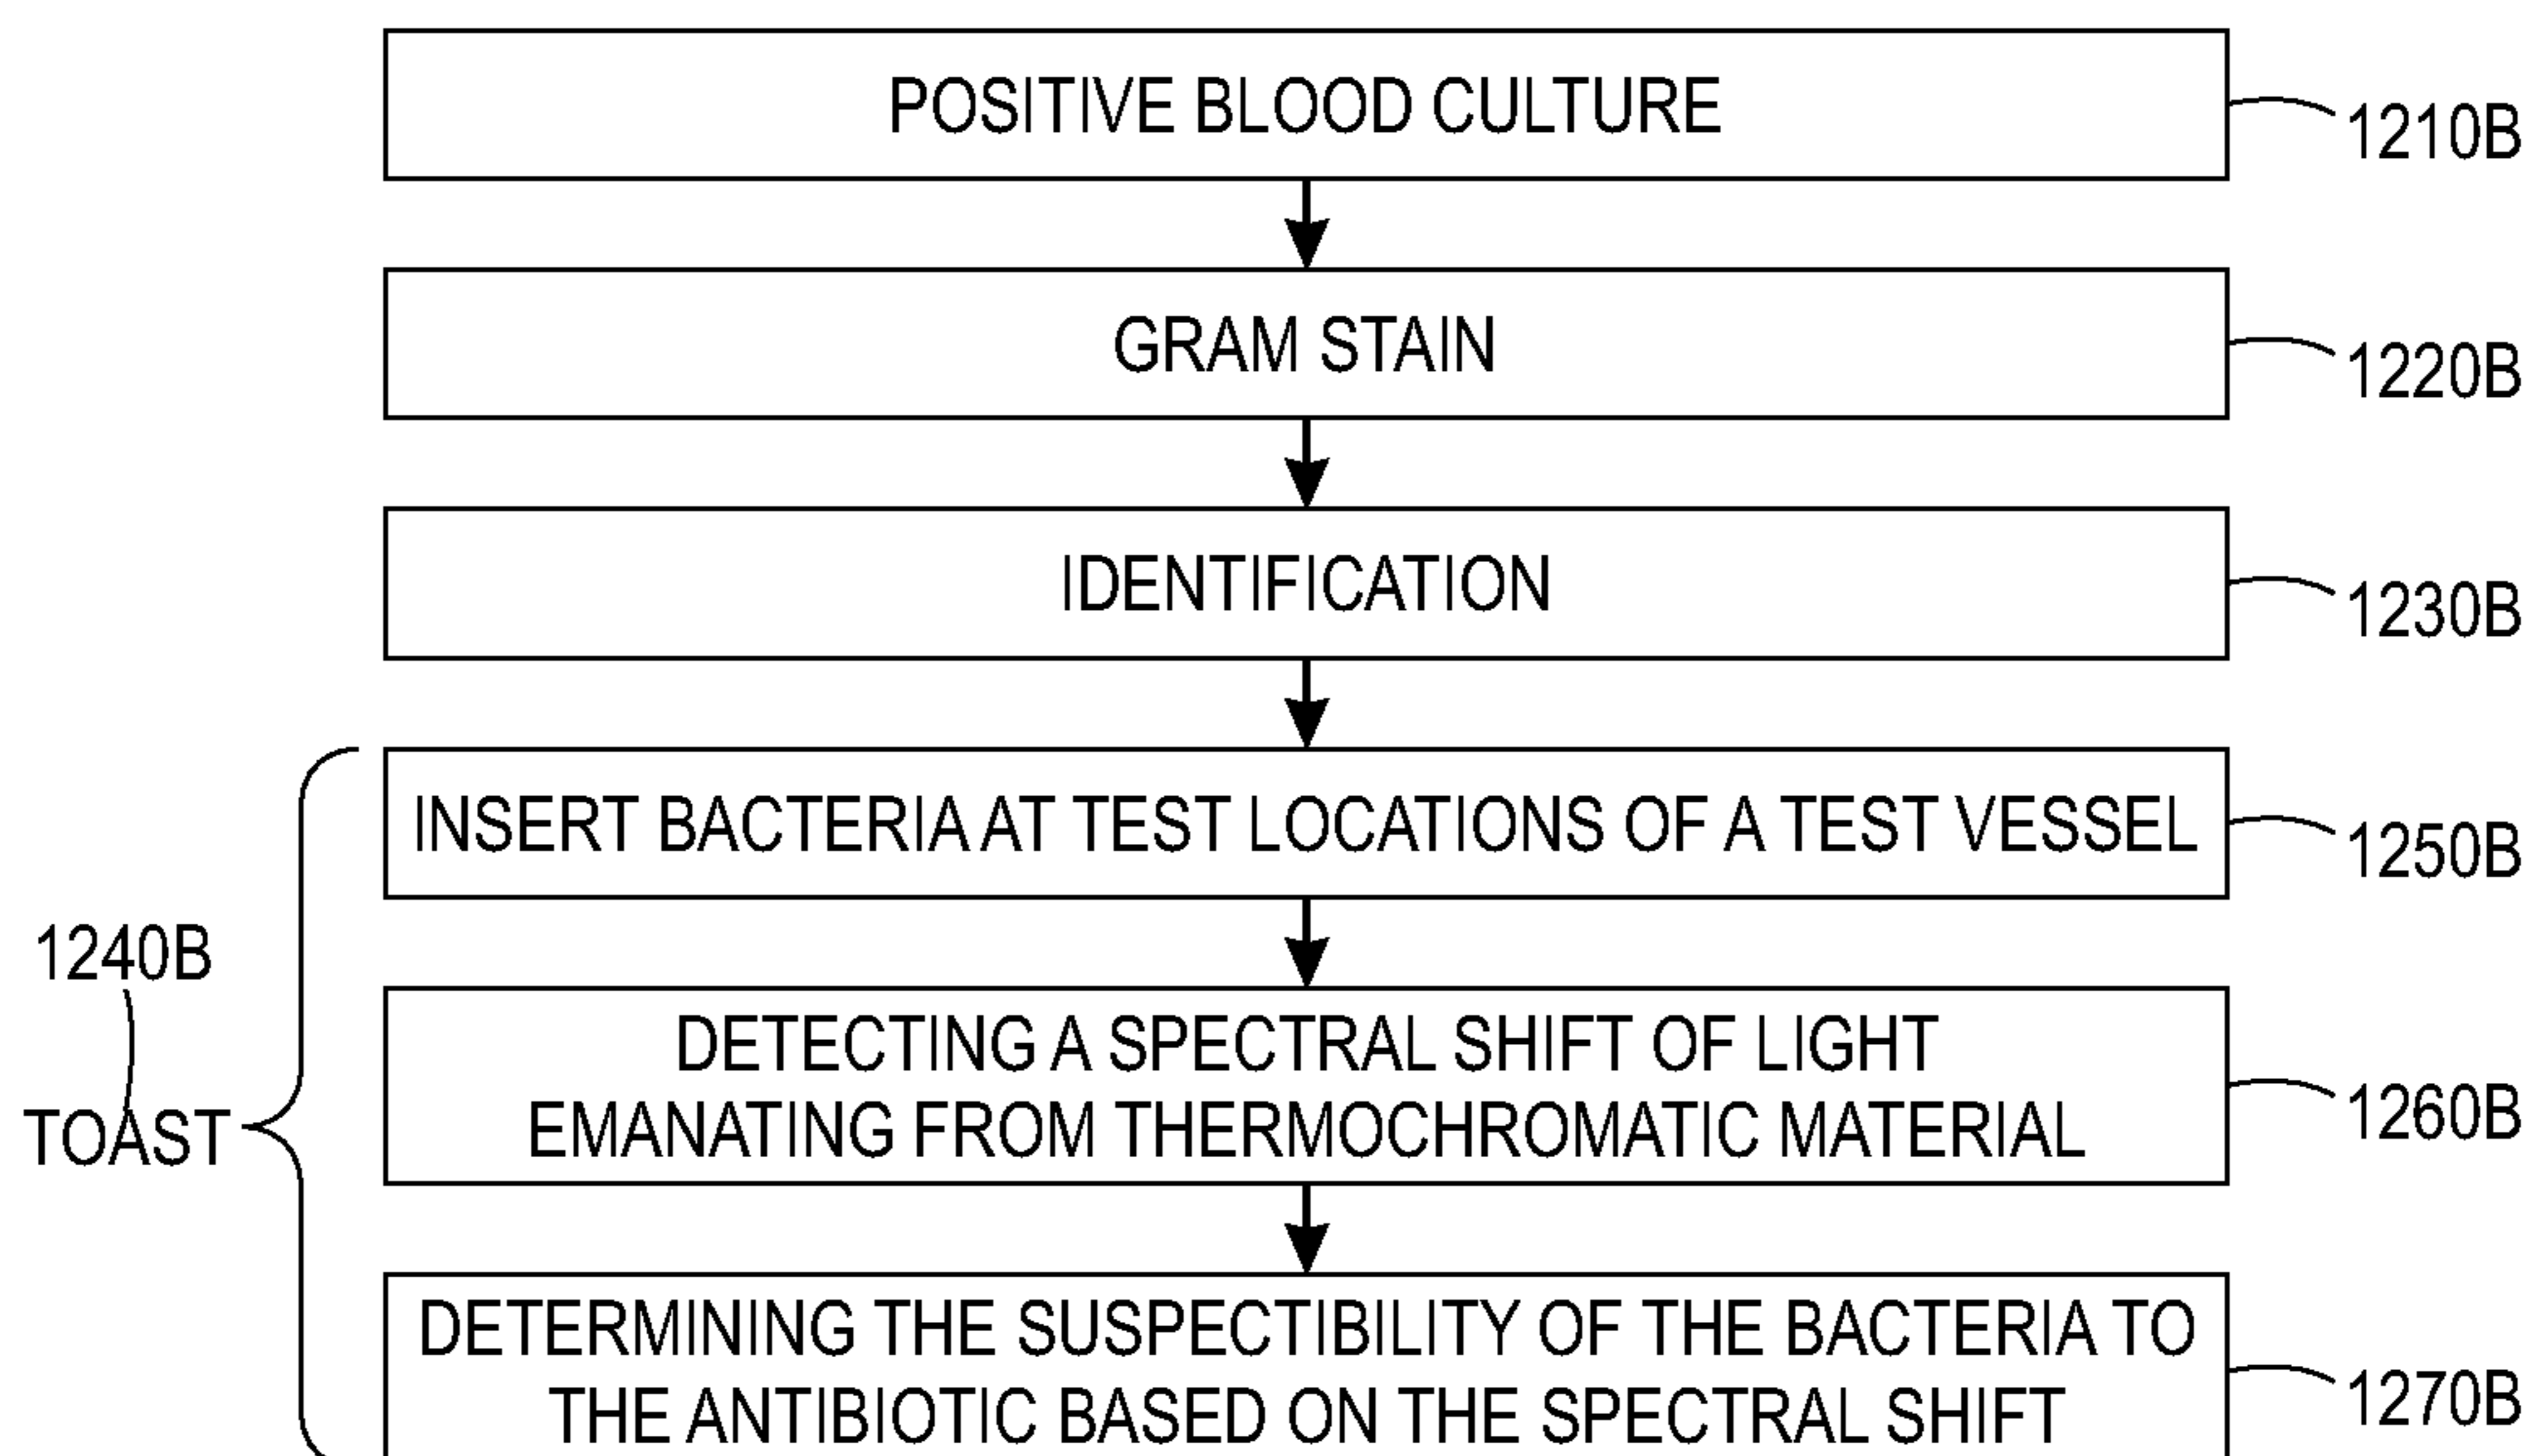 POSITIVE BLOOD CULTURE
1210B
GRAM STAIN
1220B
IDENTIFICATION
1230B
INSERT BACTERIA AT TEST LOCATIONS OF A TEST VESSEL
1250B
1240B
TOAST
DETECTING A SPECTRAL SHIFT OF LIGHT
EMANATING FROM THERMOCHROMATIC MATERIAL
1260B
DETERMINING THE SUSPECTIBILITY OF THE BACTERIA TO
THE ANTIBIOTIC BASED ON THE SPECTRAL SHIFT
1270B